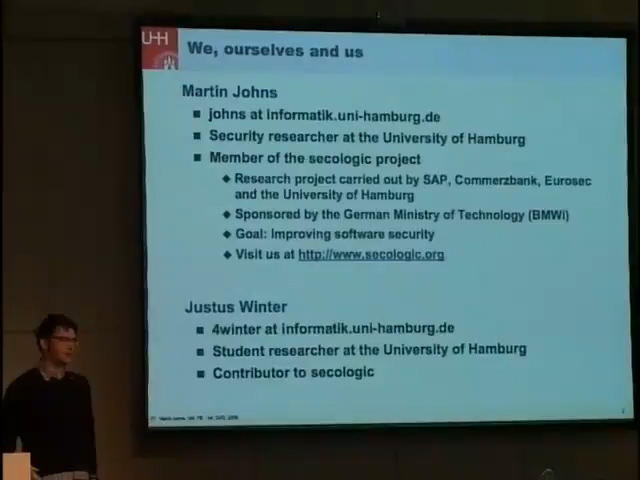 UHH
We, ourselves and us
Martin Johns
johns at informatik.uni-hamburg.de
Security researcher at the University of Hamburg
Member of the secologic project
Research project carried out by SAP, Commerzbank, Eurosec
and the University of Hamburg
Sponsored by the German Ministry of Technology (BMWi)
Goal: Improving software security
Visit us at http://www.secologic.org
Justus Winter
4winter at informatik.uni-hamburg.de
Student researcher at the University of Hamburg
Contributor to secologic